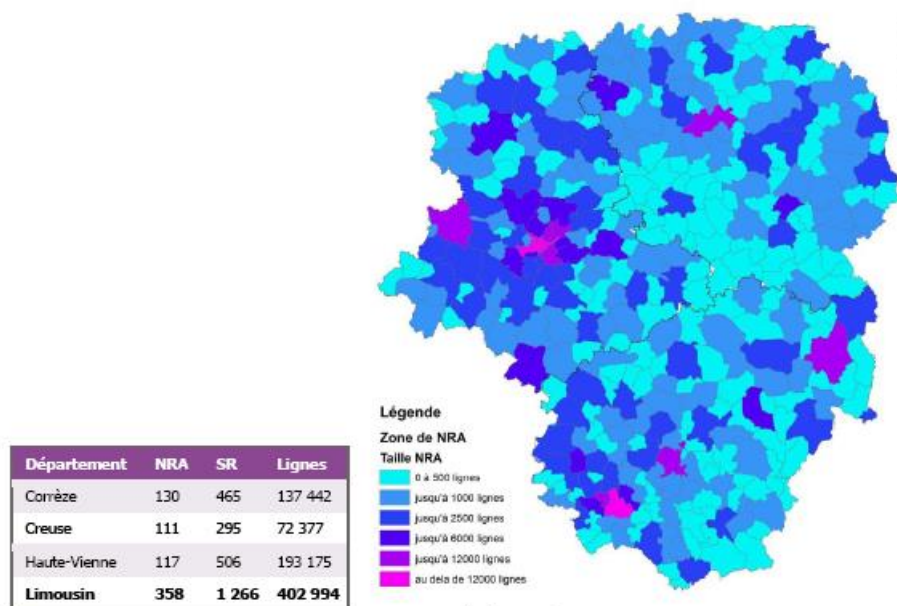 Département NRA SR Lignes
Corrèze 130 465 137 442
Creuse 111 295 72 377
Haute-Vienne 117 506 193 175
Limousin 358 1 266 402 994
Légende
Zone de NRA
Taille NRA
0 à 500 lignes
jusqu'à 1000 lignes
jusqu'à 2500 lignes
jusqu'à 6000 lignes
jusqu'à 12000 lignes
au dela de 12000 lignes